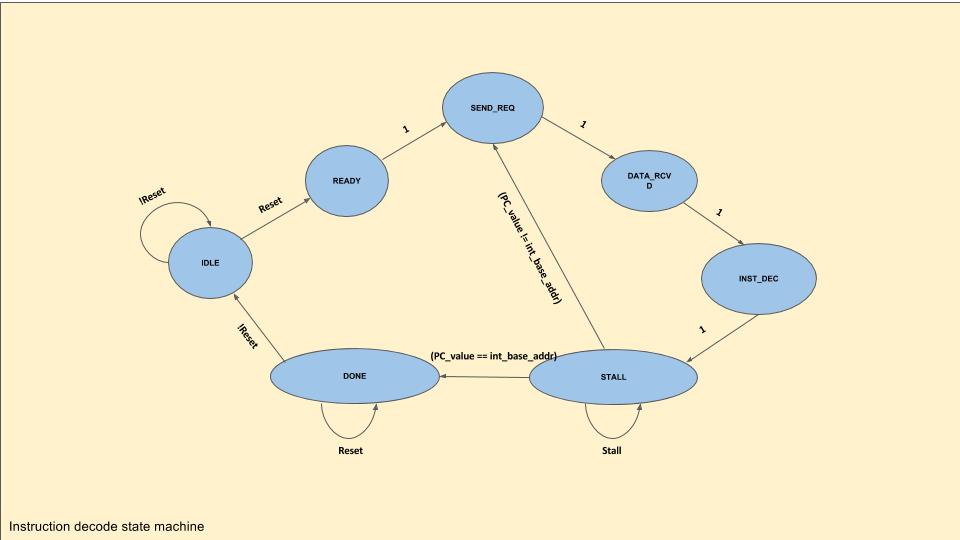 SEND_REQ
1
1
READY
DATA_RCV
D
!Reset
Reset
1
(PC_value != int_base_addr)
IDLE
INST_DEC
!Reset
1
(PC_value == int_base_addr)
DONE
STALL
Reset
Stall
Instruction decode state machine